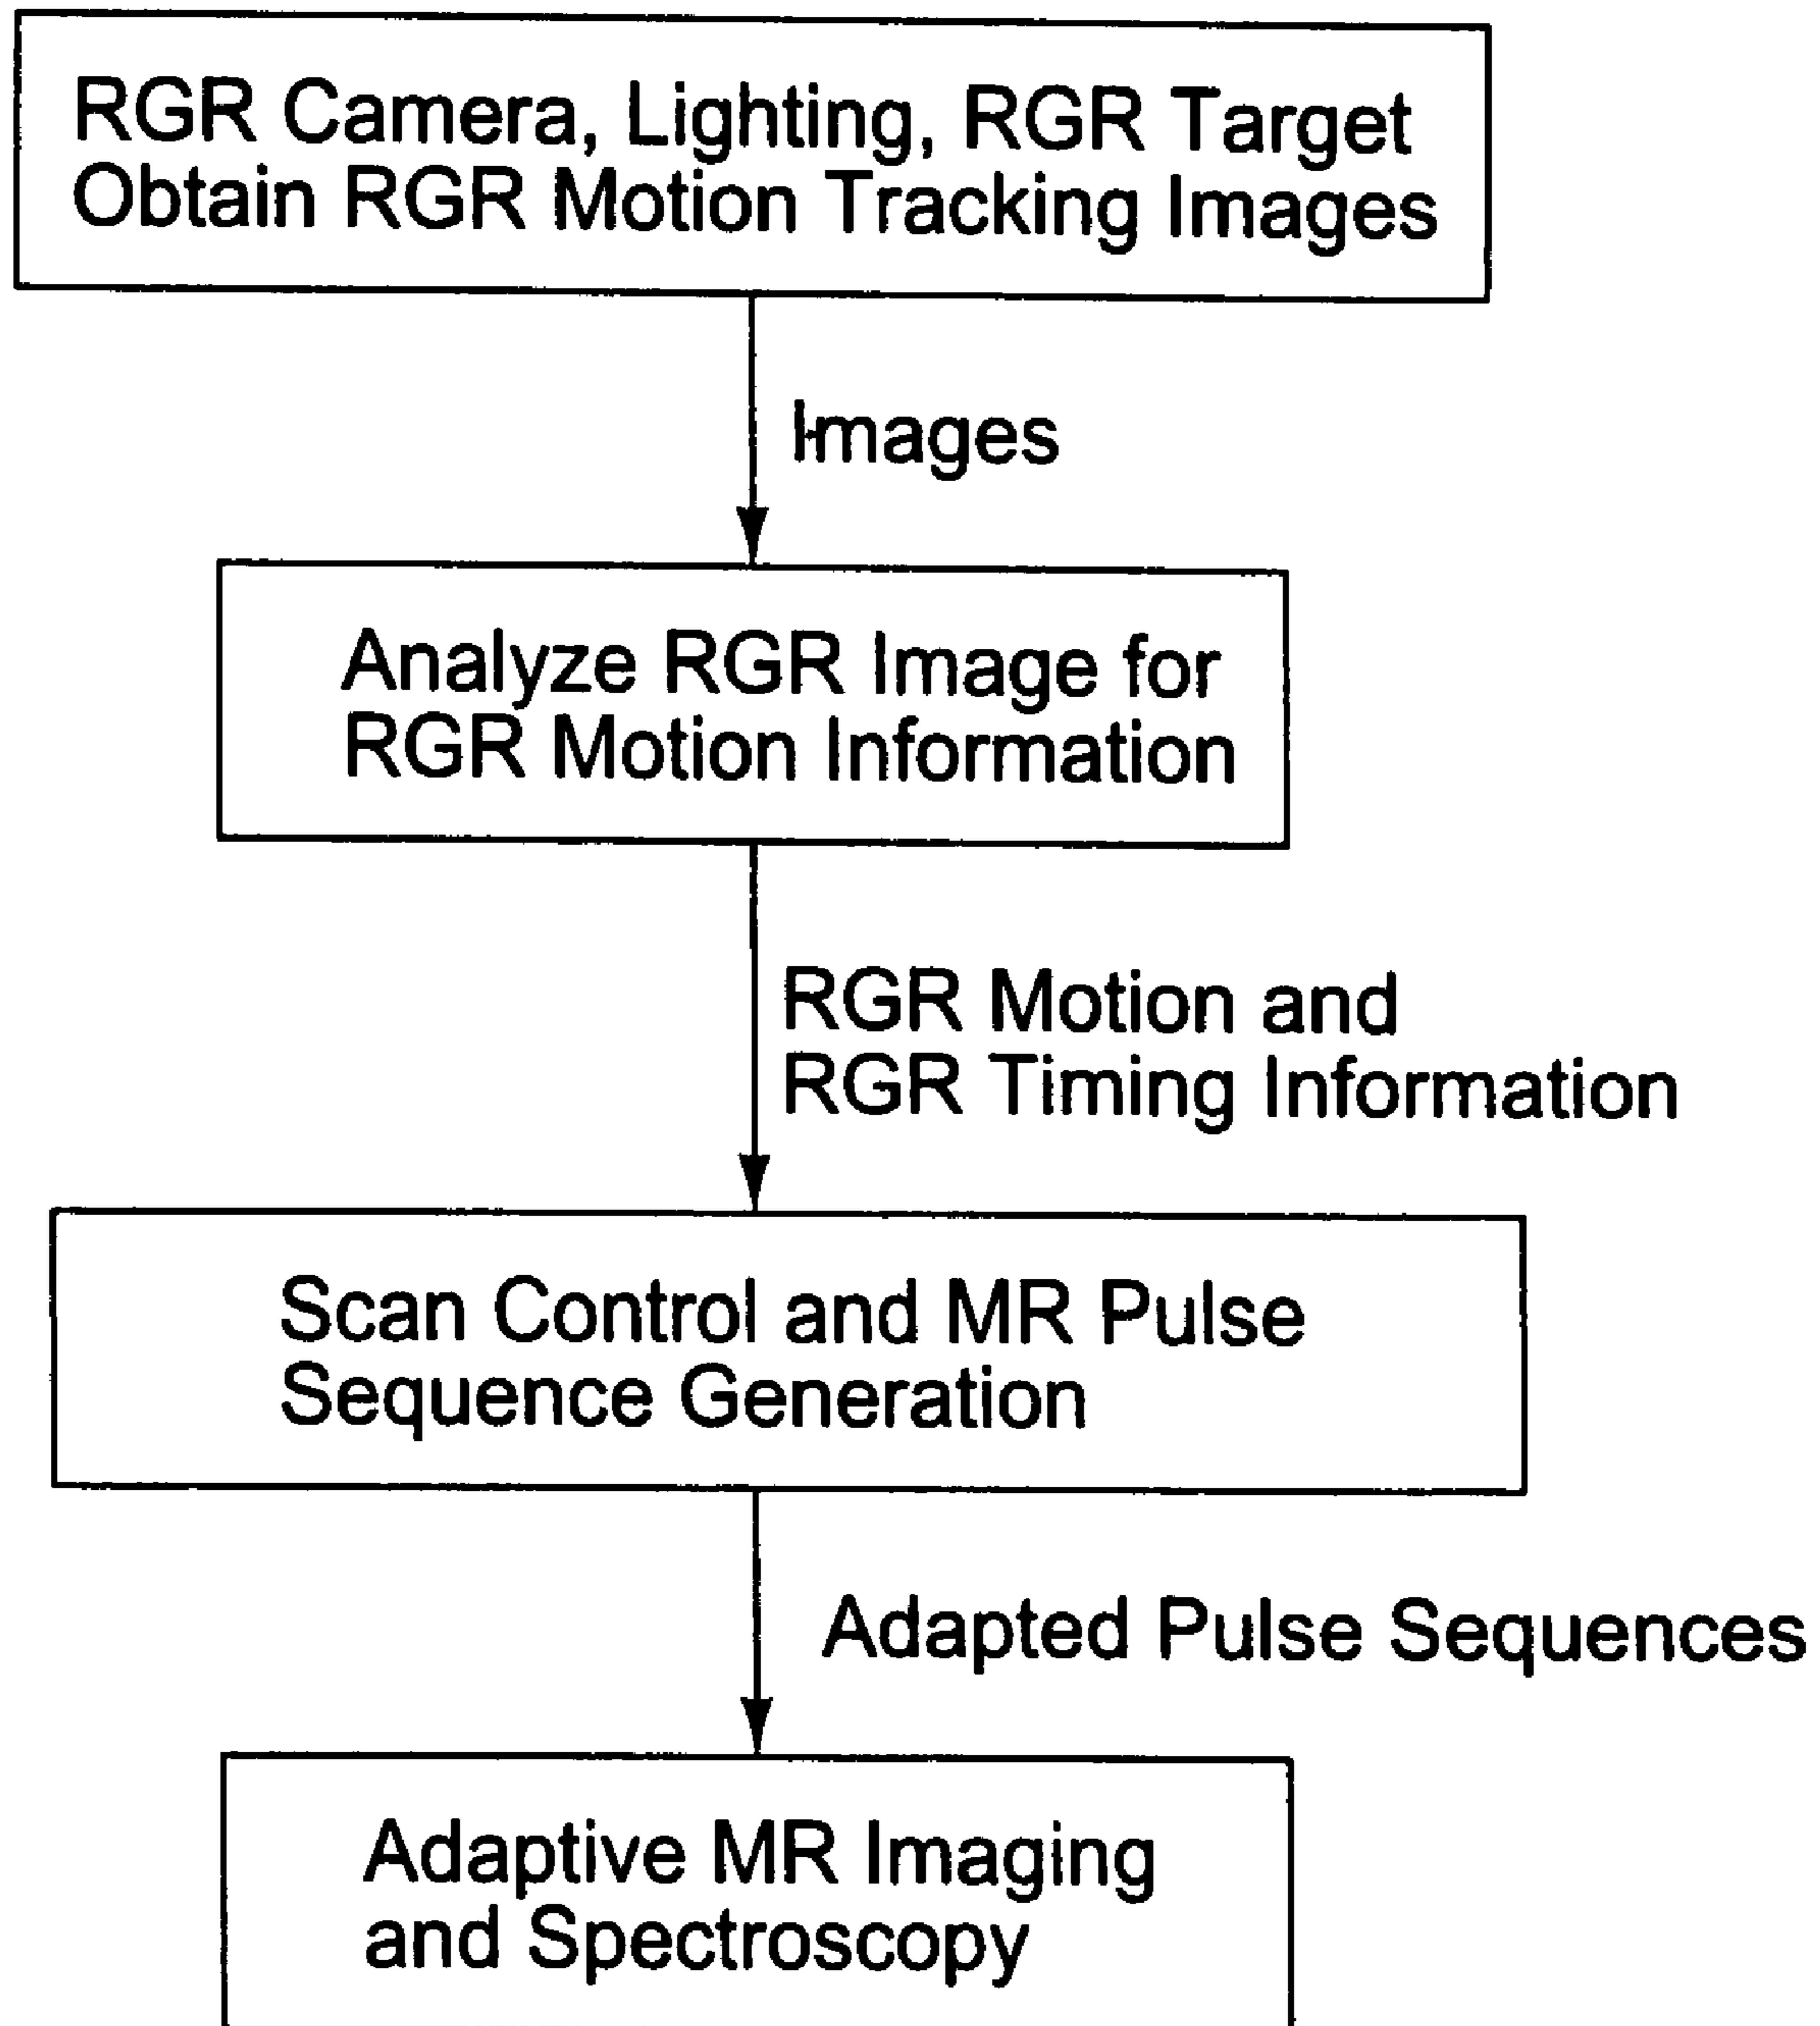 RGR Camera, Lighting, RGR Target
Obtain RGR Motion Tracking Images
Images
Analyze RGR Image for
RGR Motion Information
RGR Motion and
RGR Timing Information
Scan Control and MR Pulse
Sequence Generation
Adapted Pulse Sequences
Adaptive MR Imaging
and Spectroscopy